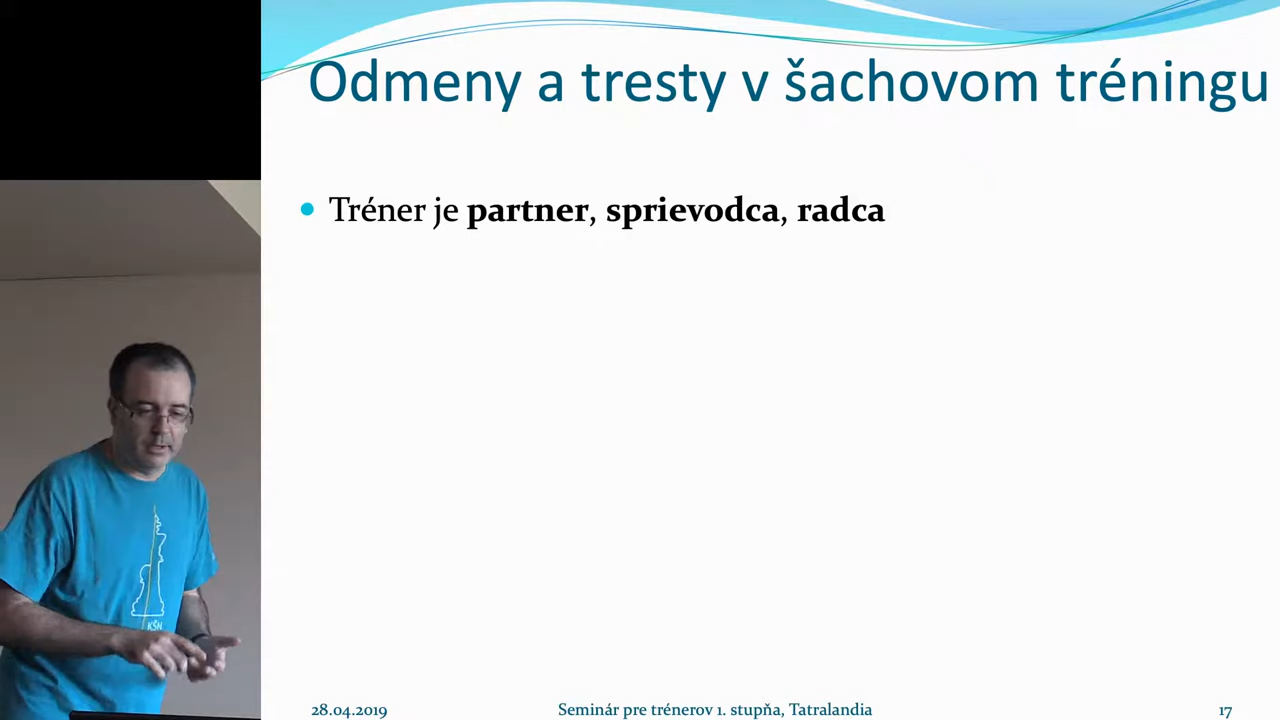 Odmeny a tresty v šachovom tréningu
Tréner je partner, sprievodca, radca
KŠN
28.04.2019
Seminár pre trénerov 1. stupňa, Tatralandia
17